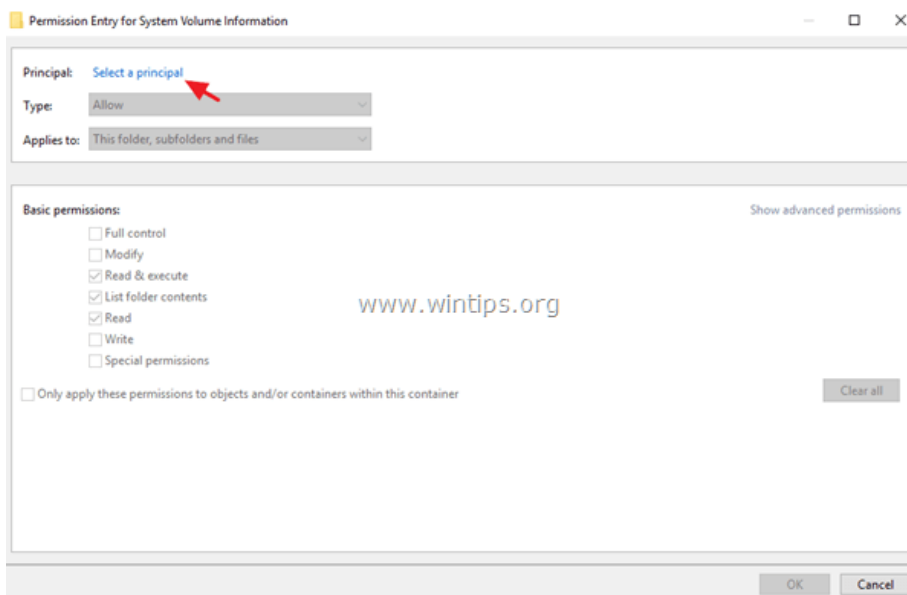 Permission Entry for System Volume Information
Principal: Select a principal
Type: Allow
Applies to: This folder, subfolders and files
Basic permissions: Show advanced permissions
Full control
Modify
Read & execute
List folder contents
www.wintips.org
Read
Write
Special permissions
Only apply these permissions to objects and/or containers within this container
Clear all
OK Cancel